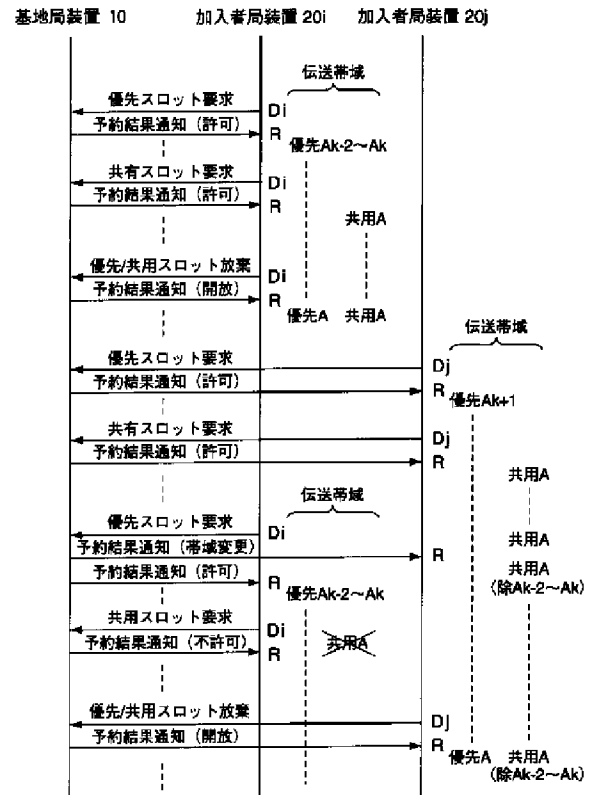 基地局装置 10 加入者局装置 20i 加入者局装置 20j
伝送帯域
優先スロット要求 Di
予約結果通知（許可） R
優先Ak-2～Ak
共有スロット要求 Di
予約結果通知（許可） R
共用A
優先/共用スロット放棄 Di
予約結果通知（開放） R
優先A 共用A
伝送帯域
優先スロット要求 Dj
予約結果通知（許可） R
優先Ak+1
共有スロット要求 Dj
予約結果通知（許可） R
共用A
伝送帯域
優先スロット要求 Di
共用A
予約結果通知（帯域変更） R
共用A
予約結果通知（許可） R
（除Ak-2～Ak）
優先Ak-2～Ak
共用スロット要求 Di
予約結果通知（不許可） R
共用A
優先/共用スロット放棄 Dj
予約結果通知（開放） R
優先A 共用A
（除Ak-2～Ak）